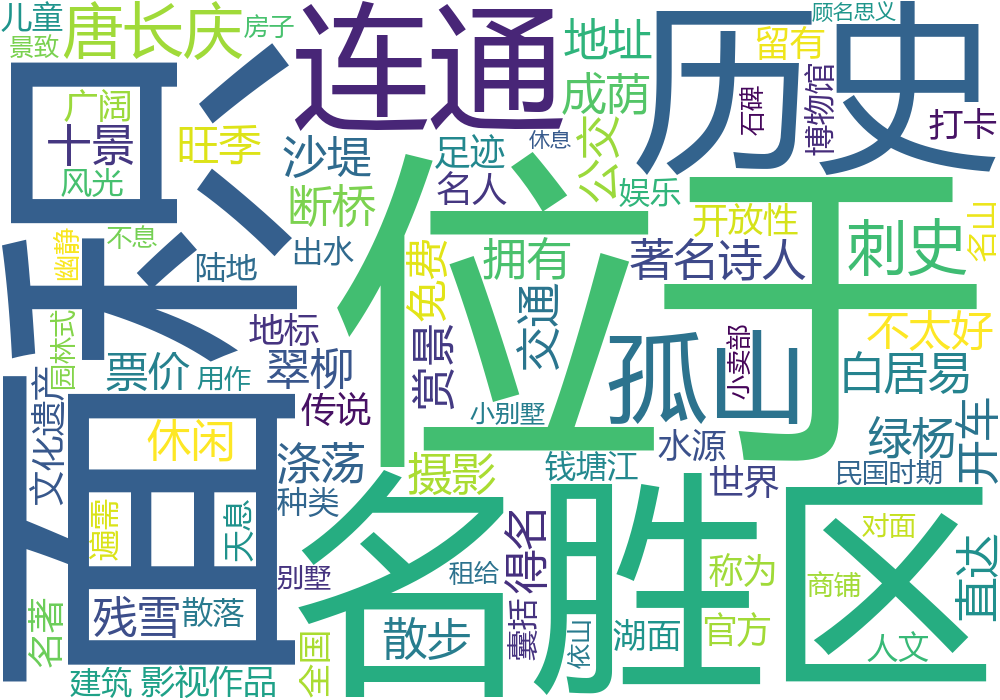 儿童
唐长庆
房子
连通
地址
历史
顾名思义
景致
留有
广阔
成荫
博物馆
石碑
打卡
因素
十景
旺季
沙堤
足迹
休息
公交
风光
名人
娱乐
断桥
位于
开放性
名山
不息
幽静
出水
著名诗人
刺史
陆地
免费
拥有
地标
园林式
交通
孤山
小卖部
不太好
票价
用作
翠柳
赏景
白居易
文化遗产
传说
小别墅
绿杨
开车
休闲
涤荡
水源
摄影
钱塘江
世界
民国时期
西面
遍需
天息
种类
名胜区
对面
得名
直达
别墅
租给
称为
商铺
名著
残雪
散落
囊括
依山
散步
湖面
官方
人文
全国
建筑
影视作品